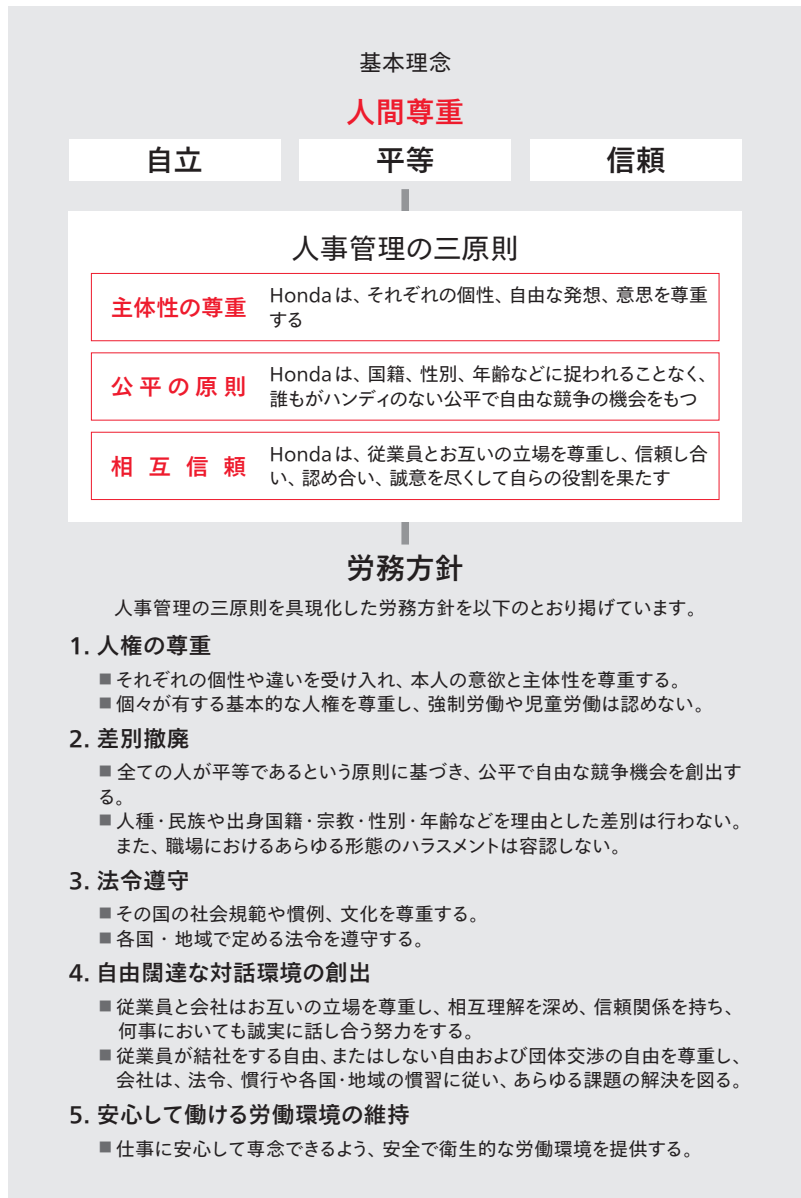 基本理念
人間尊重
自立 平等 信頼
人事管理の三原則
主体性の尊重
Hondaは、それぞれの個性、自由な発想、意思を尊重
する
公平の原則
Hondaは、国籍、性別、年齢などに捉われることなく、
誰もがハンディのない公平で自由な競争の機会をもつ
相互信頼
Hondaは、従業員とお互いの立場を尊重し、信頼し合
い、認め合い、誠意を尽くして自らの役割を果たす
労務方針
人事管理の三原則を具現化した労務方針を以下のとおり掲げています。
1. 人権の尊重
■それぞれの個性や違いを受け入れ、本人の意欲と主体性を尊重する。
■個々が有する基本的な人権を尊重し、強制労働や児童労働は認めない。
2. 差別撤廃
■全ての人が平等であるという原則に基づき、公平で自由な競争機会を創出す
る。
■人種・民族や出身国籍・宗教・性別・年齢などを理由とした差別は行わない。
また、職場におけるあらゆる形態のハラスメントは容認しない。
3. 法令遵守
■その国の社会規範や慣例、文化を尊重する。
■各国・地域で定める法令を遵守する。
4. 自由闊達な対話環境の創出
■従業員と会社はお互いの立場を尊重し、相互理解を深め、信頼関係を持ち、
何事においても誠実に話し合う努力をする。
■従業員が結社をする自由、またはしない自由および団体交渉の自由を尊重し、
会社は、法令、慣行や各国・地域の慣習に従い、あらゆる課題の解決を図る。
5. 安心して働ける労働環境の維持
■仕事に安心して専念できるよう、安全で衛生的な労働環境を提供する。